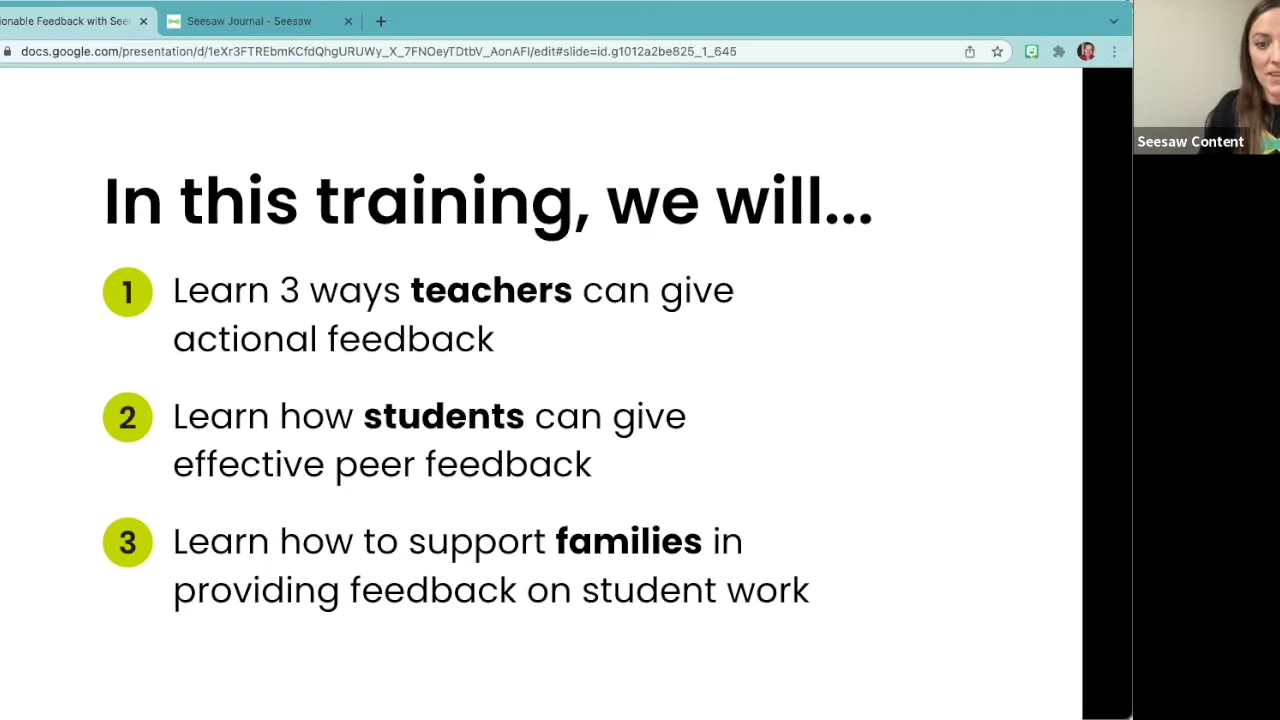 ionable Feedback with Sees
Seesaw Journal - Seesaw
docs.google.com/presentation/d/1eXr3FTREbmKCfdQhgURUWy_X_7FNOeyTDtbV_AonAFI/edit#slide=id.g1012a2be825_1_645
Seesaw Content
In this training, we will...
1 Learn 3 ways teachers can give
actional feedback
2 Learn how students can give
effective peer feedback
3 Learn how to support families in
providing feedback on student work